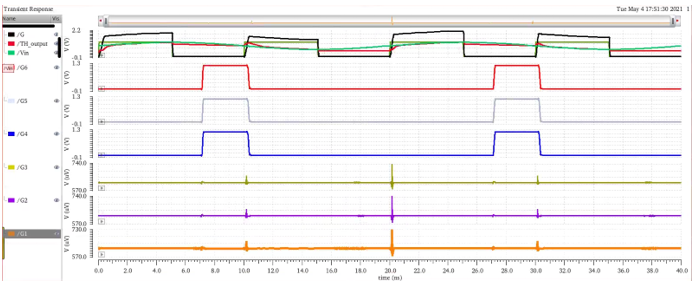 Transient Response
Tue May 4 17:51:30 2021 1
Name Vis
/G
/TH_output
/Vin
/G6
/G5
/G4
/G3
/G2
/G1
2.2
V (V)
-0.1
1.3
V (V)
-0.1
1.3
V (V)
-0.1
1.3
V (V)
-0.1
740.0
V (uV)
570.0
740.0
V (uV)
570.0
730.0
V (uV)
570.0
0.0 2.0 4.0 6.0 8.0 10.0 12.0 14.0 16.0 18.0 20.0 22.0 24.0 26.0 28.0 30.0 32.0 34.0 36.0 38.0 40.0
time (ns)